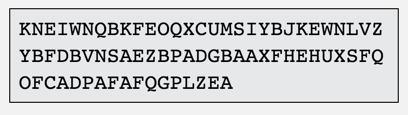 KNEIWNQBKFEOQXCUMSIYBJKEWNLVZ
YBFDBVNSAEZBPADGBAAXFHEHUXSFQ
OFCADPAFAFQGPLZEA